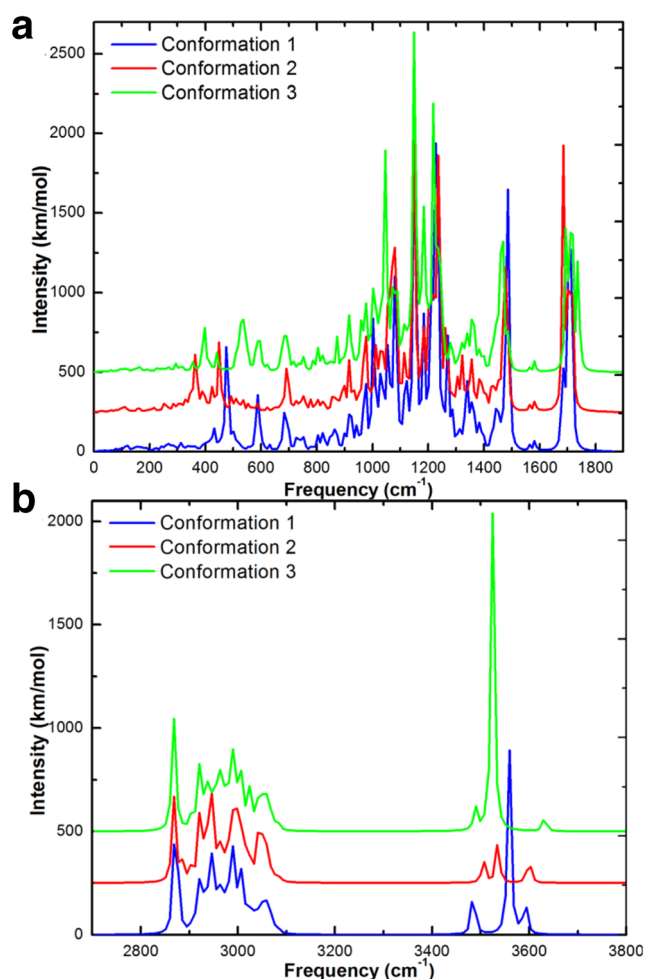 a
Conformation 1
Conformation 2
Conformation 3
Intensity (km/mol)
2500
2000
1500
1000
500
0
0 200 400 600 800 1000 1200 1400 1600 1800
Frequency (cm⁻¹)
b
Conformation 1
Conformation 2
Conformation 3
Intensity (km/mol)
2000
1500
1000
500
0
2800 3000 3200 3400 3600 3800
Frequency (cm⁻¹)